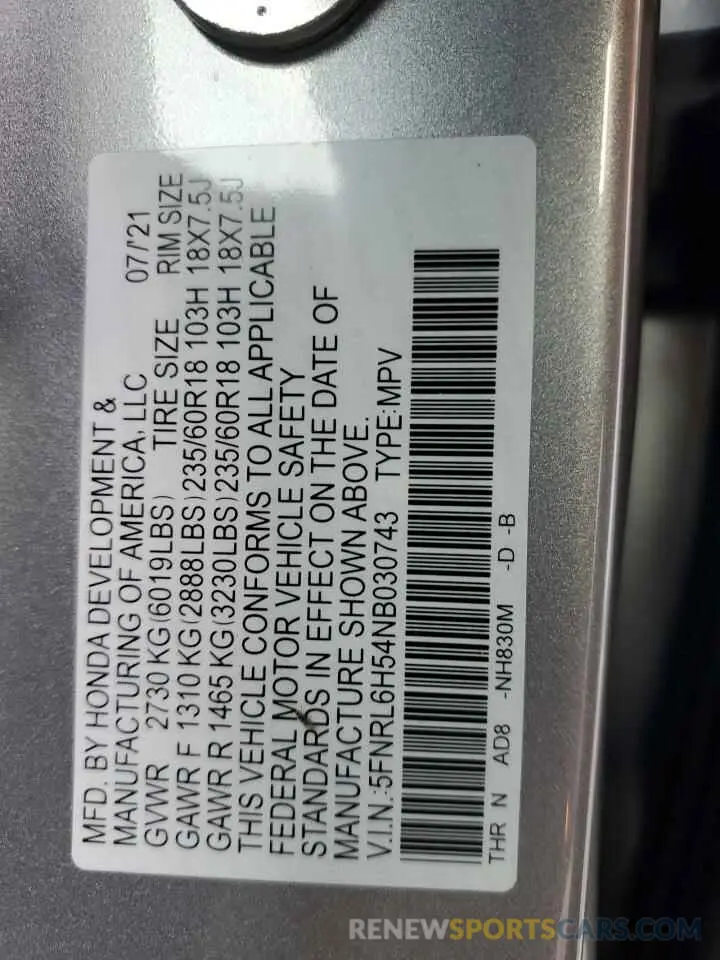 MFD. BY HONDA DEVELOPMENT &
MANUFACTURING OF AMERICA, LLC 07/'21
GVWR 2730 KG(6019LBS) TIRE SIZE RIM SIZE
GAWR F 1310 KG(2888LBS)235/60R18 103H 18X7.5J
GAWR R 1465 KG(3230LBS)235/60R18 103H 18X7.5J
THIS VEHICLE CONFORMS TO ALL APPLICABLE
FEDERAL MOTOR VEHICLE SAFETY
STANDARDS IN EFFECT ON THE DATE OF
MANUFACTURE SHOWN ABOVE.
V.I.N.:5FNRL6H54NB030743 TYPE:MPV
THR N AD8 -NH830M -D -B
RENEWSPORTSCARS.COM